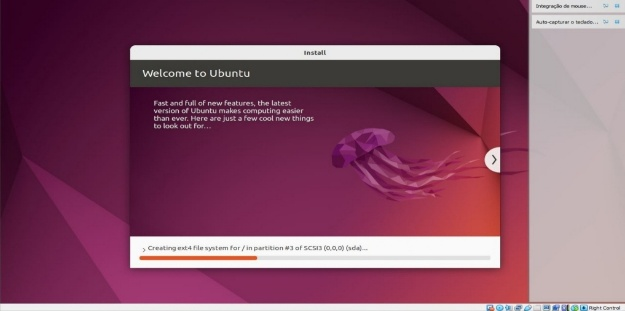 Integração de mouse...
Auto-capturar o teclado...
Install
Welcome to Ubuntu
Fast and full of new features, the latest
version of Ubuntu makes computing easier
than ever. Here are just a few cool new things
to look out for...
Creating ext4 file system for / in partition #3 of SCSI3 (0,0,0) (sda)...
Right Control